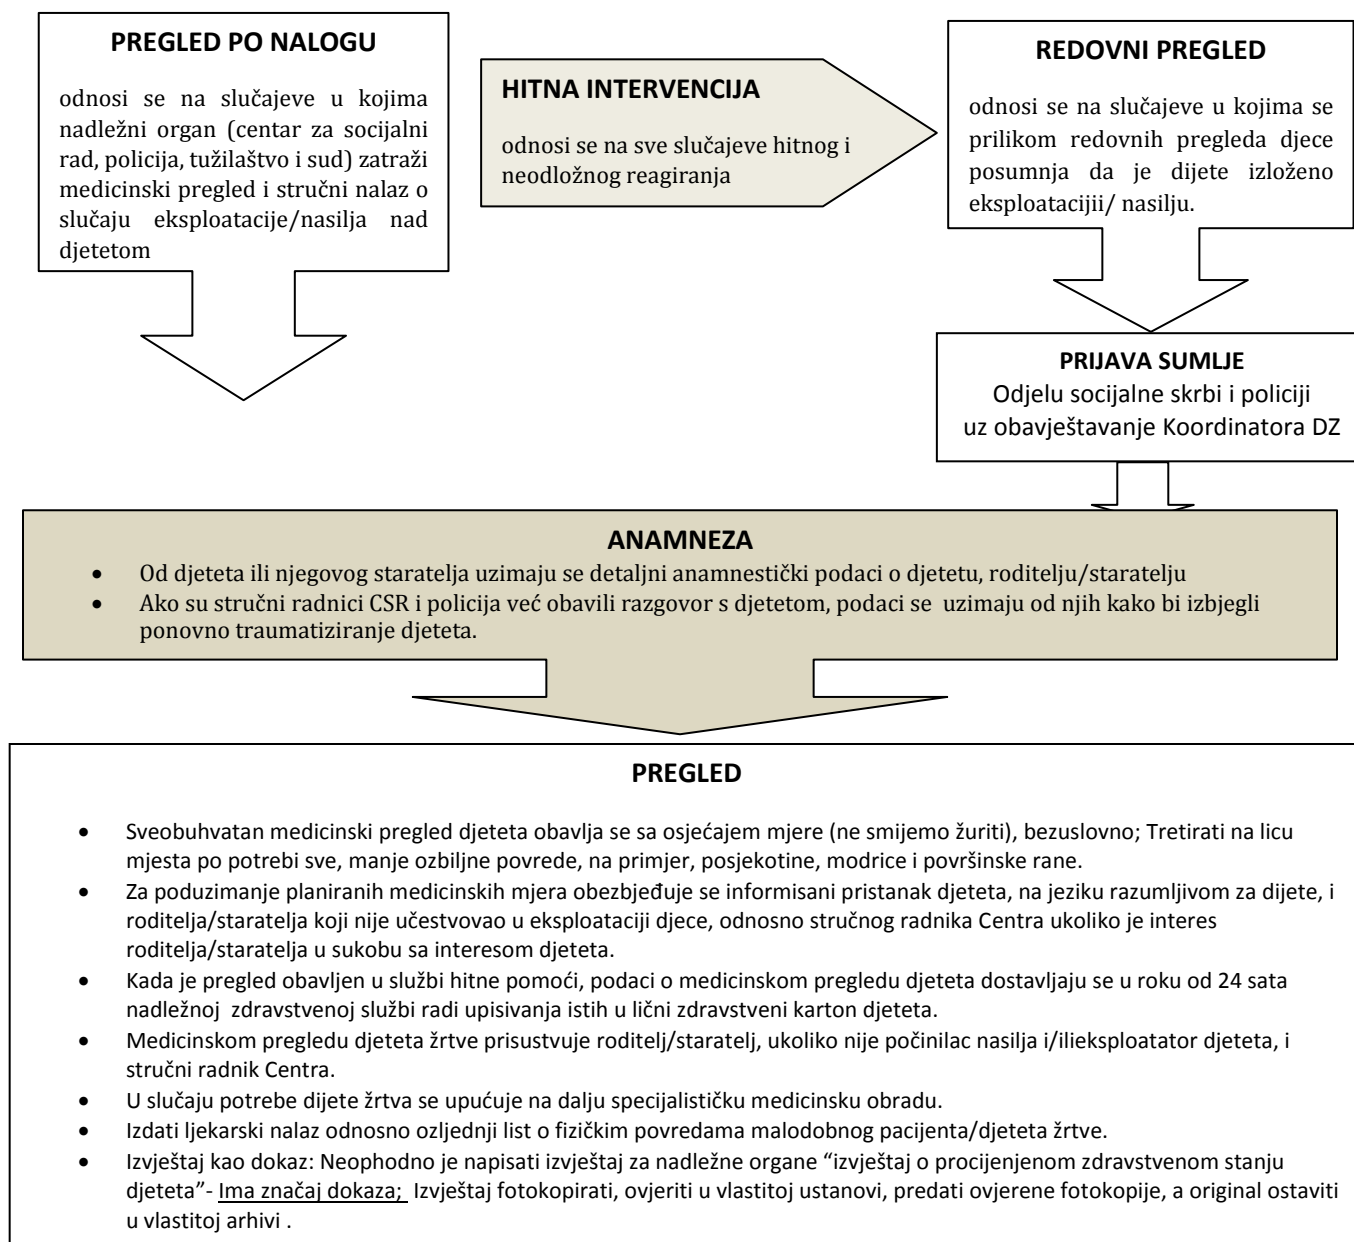 PREGLED PO NALOGU
odnosi se na slučajeve u kojima
nadležni organ (centar za socijalni
rad, policija, tužilaštvo i sud) zatraži
medicinski pregled i stručni nalaz o
slučaju eksploatacije/nasilja nad
djetetom
HITNA INTERVENCIJA
odnosi se na sve slučajeve hitnog i
neodložnog reagiranja
REDOVNI PREGLED
odnosi se na slučajeve u kojima se
prilikom redovnih pregleda djece
posumnja da je dijete izloženo
eksploatacijii/ nasilju.
PRIJAVA SUMLJE
Odjelu socijalne skrbi i policiji
uz obavještavanje Koordinatora DZ
ANAMNEZA
• Od djeteta ili njegovog staratelja uzimaju se detaljni anamnestički podaci o djetetu, roditelju/staratelju
• Ako su stručni radnici CSR i policija već obavili razgovor s djetetom, podaci se uzimaju od njih kako bi izbjegli
ponovno traumatiziranje djeteta.
PREGLED
• Sveobuhvatan medicinski pregled djeteta obavlja se sa osjećajem mjere (ne smijemo žuriti), bezuslovno; Tretirati na licu
mjesta po potrebi sve, manje ozbiljne povrede, na primjer, posjekotine, modrice i površinske rane.
• Za poduzimanje planiranih medicinskih mjera obezbjeđuje se informisani pristanak djeteta, na jeziku razumljivom za dijete, i
roditelja/staratelja koji nije učestvovao u eksploataciji djece, odnosno stručnog radnika Centra ukoliko je interes
roditelja/staratelja u sukobu sa interesom djeteta.
• Kada je pregled obavljen u službi hitne pomoći, podaci o medicinskom pregledu djeteta dostavljaju se u roku od 24 sata
nadležnoj zdravstvenoj službi radi upisivanja istih u lični zdravstveni karton djeteta.
• Medicinskom pregledu djeteta žrtve prisustvuje roditelj/staratelj, ukoliko nije počinilac nasilja i/ilieksploatator djeteta, i
stručni radnik Centra.
• U slučaju potrebe dijete žrtva se upućuje na dalju specijalističku medicinsku obradu.
• Izdati ljekarski nalaz odnosno ozljednji list o fizičkim povredama malodobnog pacijenta/djeteta žrtve.
• Izvještaj kao dokaz: Neophodno je napisati izvještaj za nadležne organe “izvještaj o procijenjenom zdravstvenom stanju
djeteta”- Ima značaj dokaza; Izvještaj fotokopirati, ovjeriti u vlastitoj ustanovi, predati ovjerene fotokopije, a original ostaviti
u vlastitoj arhivi .